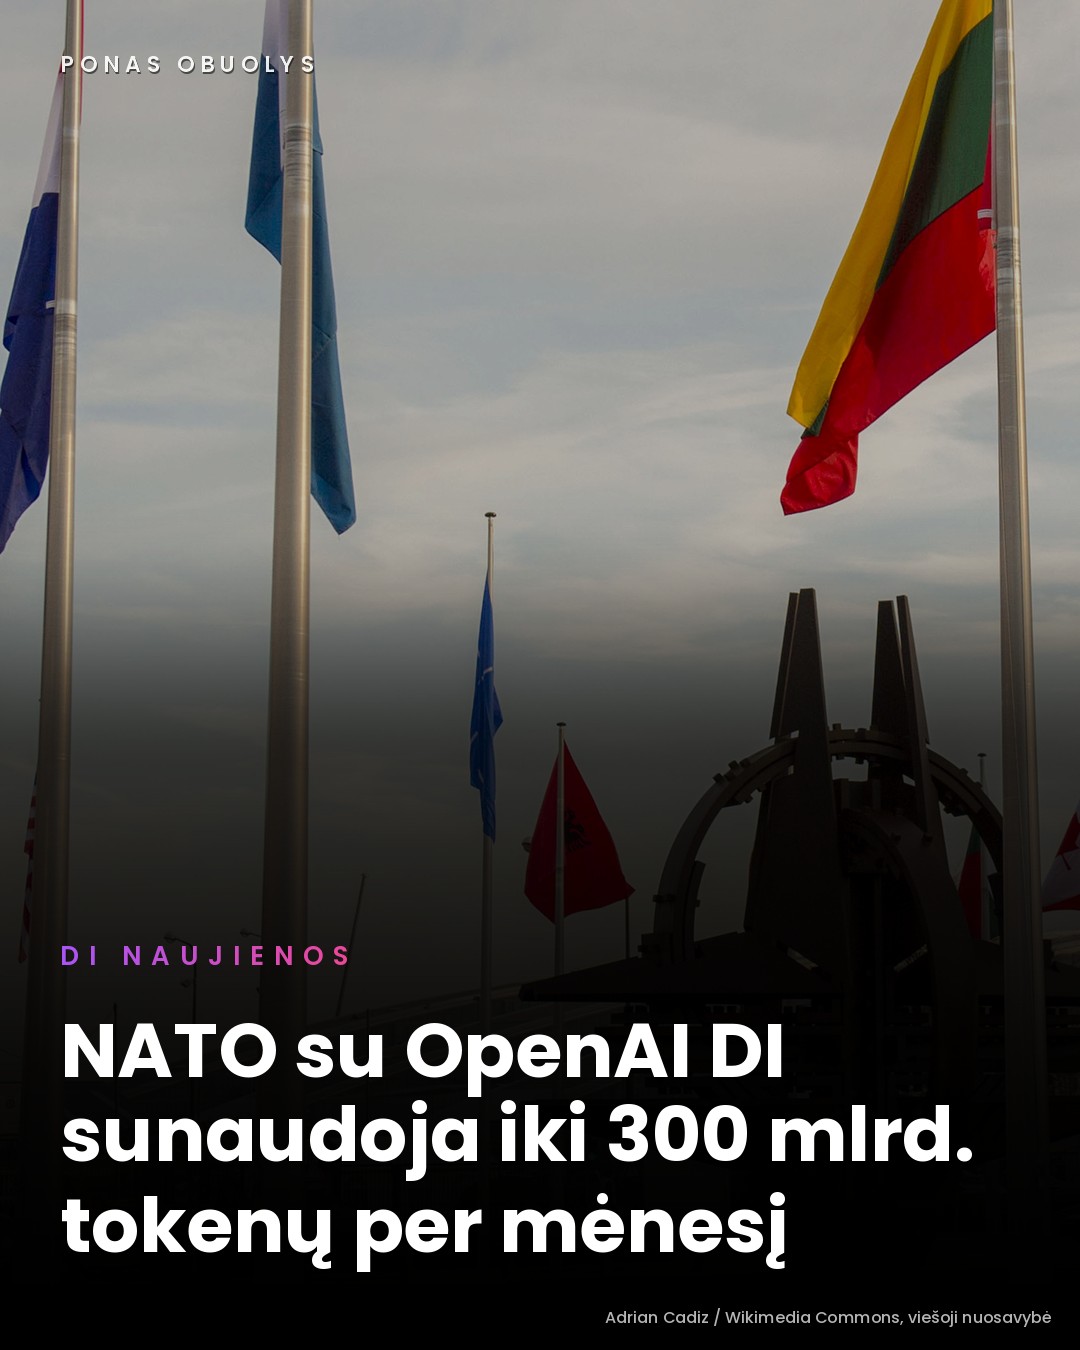 PONAS OBUOLYS
DI NAUJIENOS
NATO su OpenAI DI
sunaudoja iki 300 mlrd.
tokenų per mėnesį
Adrian Cadiz / Wikimedia Commons, viešoji nuosavybė